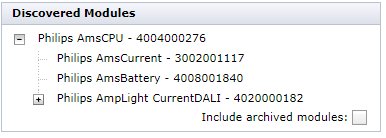 Discovered Modules
Philips AmsCPU - 4004000276
Philips AmsCurrent - 3002001117
Philips AmsBattery - 4008001840
Philips AmpLight CurrentDALI - 4020000182
Include archived modules: